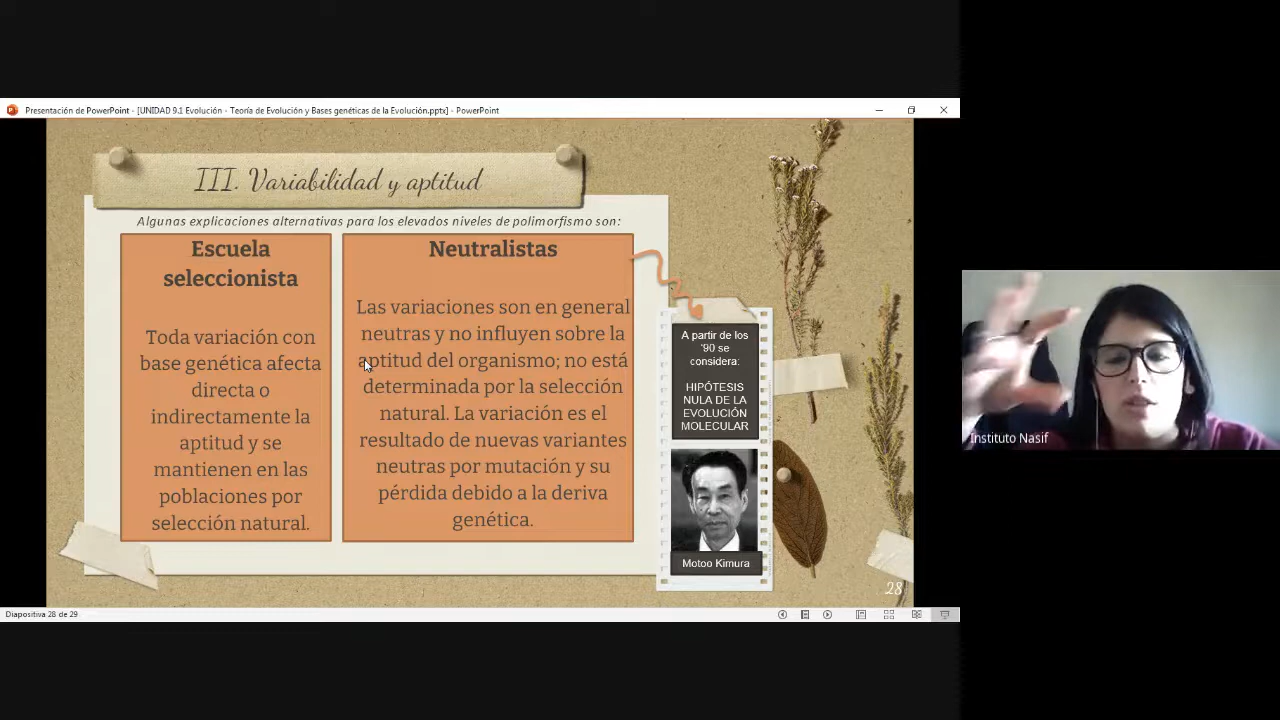 Presentación de PowerPoint - [UNIDAD 9.1 Evolución - Teoría de Evolución y Bases genéticas de la Evolución.pptx] - PowerPoint
III. Variabilidad y aptitud
Algunas explicaciones alternativas para los elevados niveles de polimorfismo son:
Escuela
seleccionista
Toda variación con
base genética afecta
directa o
indirectamente la
aptitud y se
mantienen en las
poblaciones por
selección natural.
Neutralistas
Las variaciones son en general
neutras y no influyen sobre la
aptitud del organismo; no está
determinada por la selección
natural. La variación es el
resultado de nuevas variantes
neutras por mutación y su
pérdida debido a la deriva
genética.
A partir de los
'90 se
considera:
HIPÓTESIS
NULA DE LA
EVOLUCIÓN
MOLECULAR
Motoo Kimura
28
Diapositiva 28 de 29
Instituto Nasif